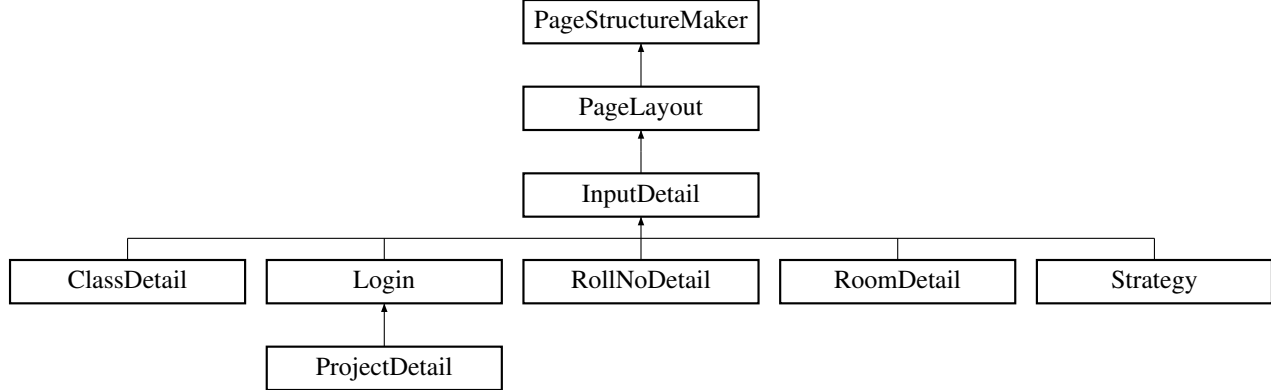 PageStructureMaker
PageLayout
InputDetail
ClassDetail Login RollNoDetail RoomDetail Strategy
ProjectDetail